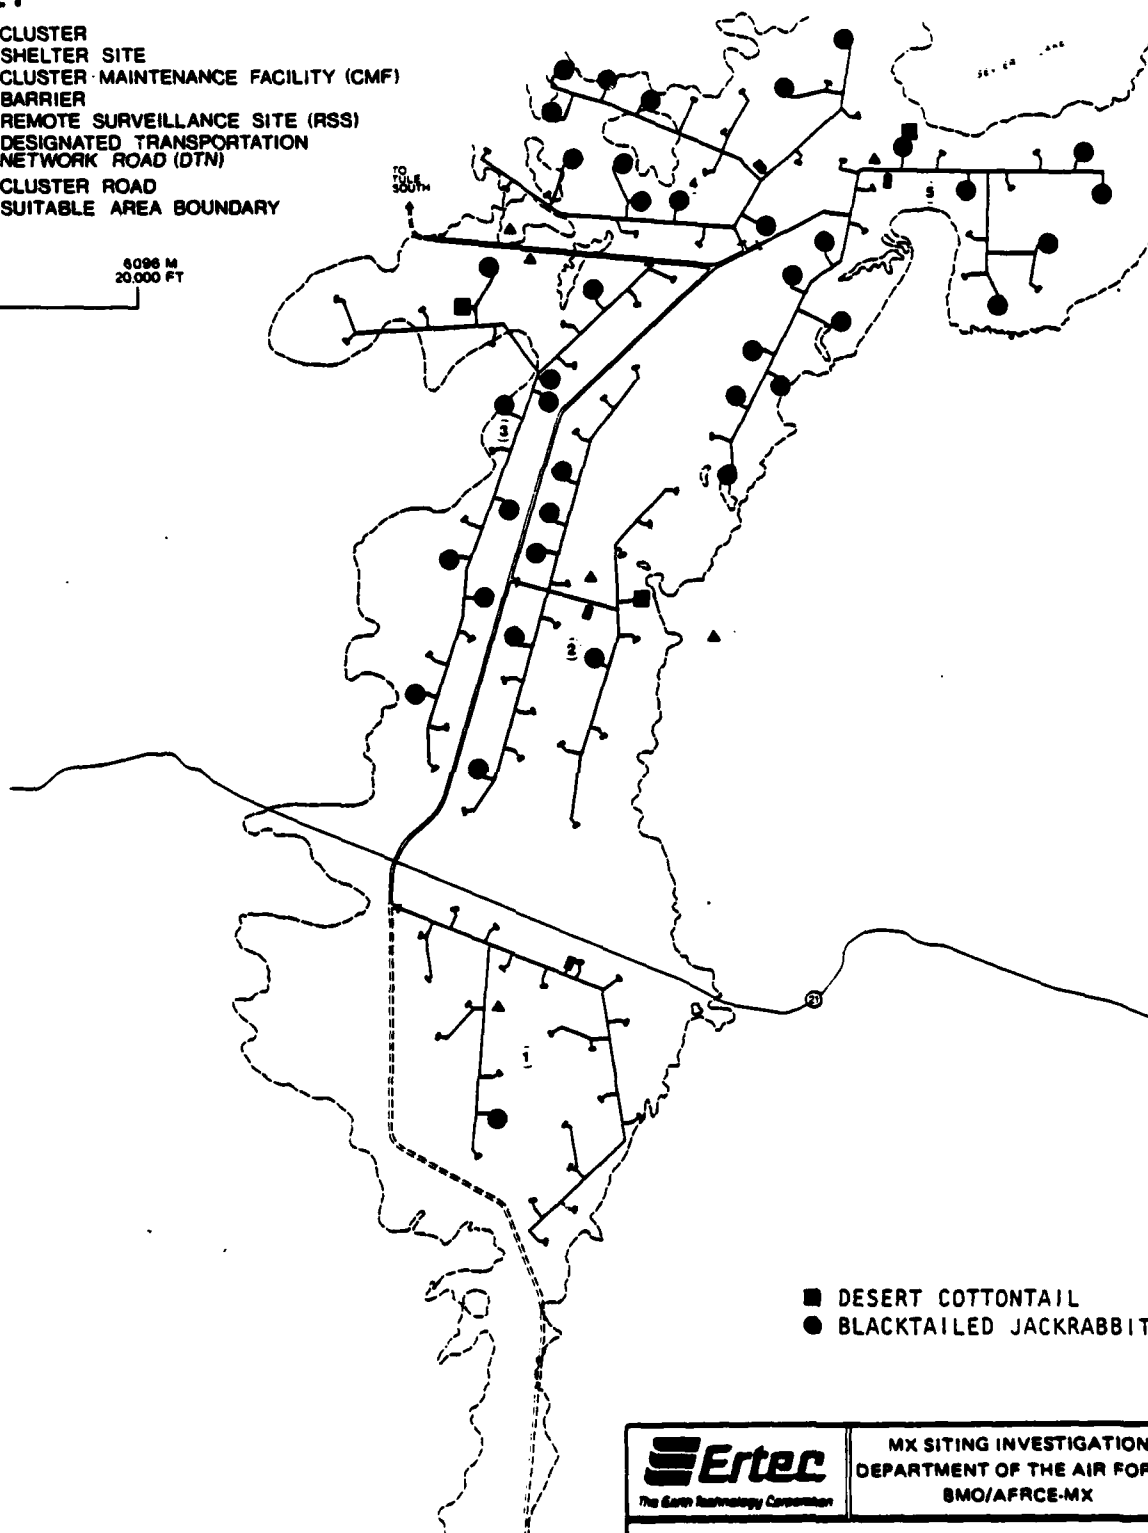 CLUSTER
SHELTER SITE
CLUSTER MAINTENANCE FACILITY (CMF)
BARRIER
REMOTE SURVEILLANCE SITE (RSS)
DESIGNATED TRANSPORTATION
NETWORK ROAD (DTN)
CLUSTER ROAD
SUITABLE AREA BOUNDARY
6096 M
20,000 FT
TO
TULE
SOUTH
4
5
3
2
21
1
DESERT COTTONTAIL
BLACKTAILED JACKRABBIT
Ertec
The Earth Technology Corporation
MX SITING INVESTIGATION
DEPARTMENT OF THE AIR FOR
BMO/AFRCE-MX